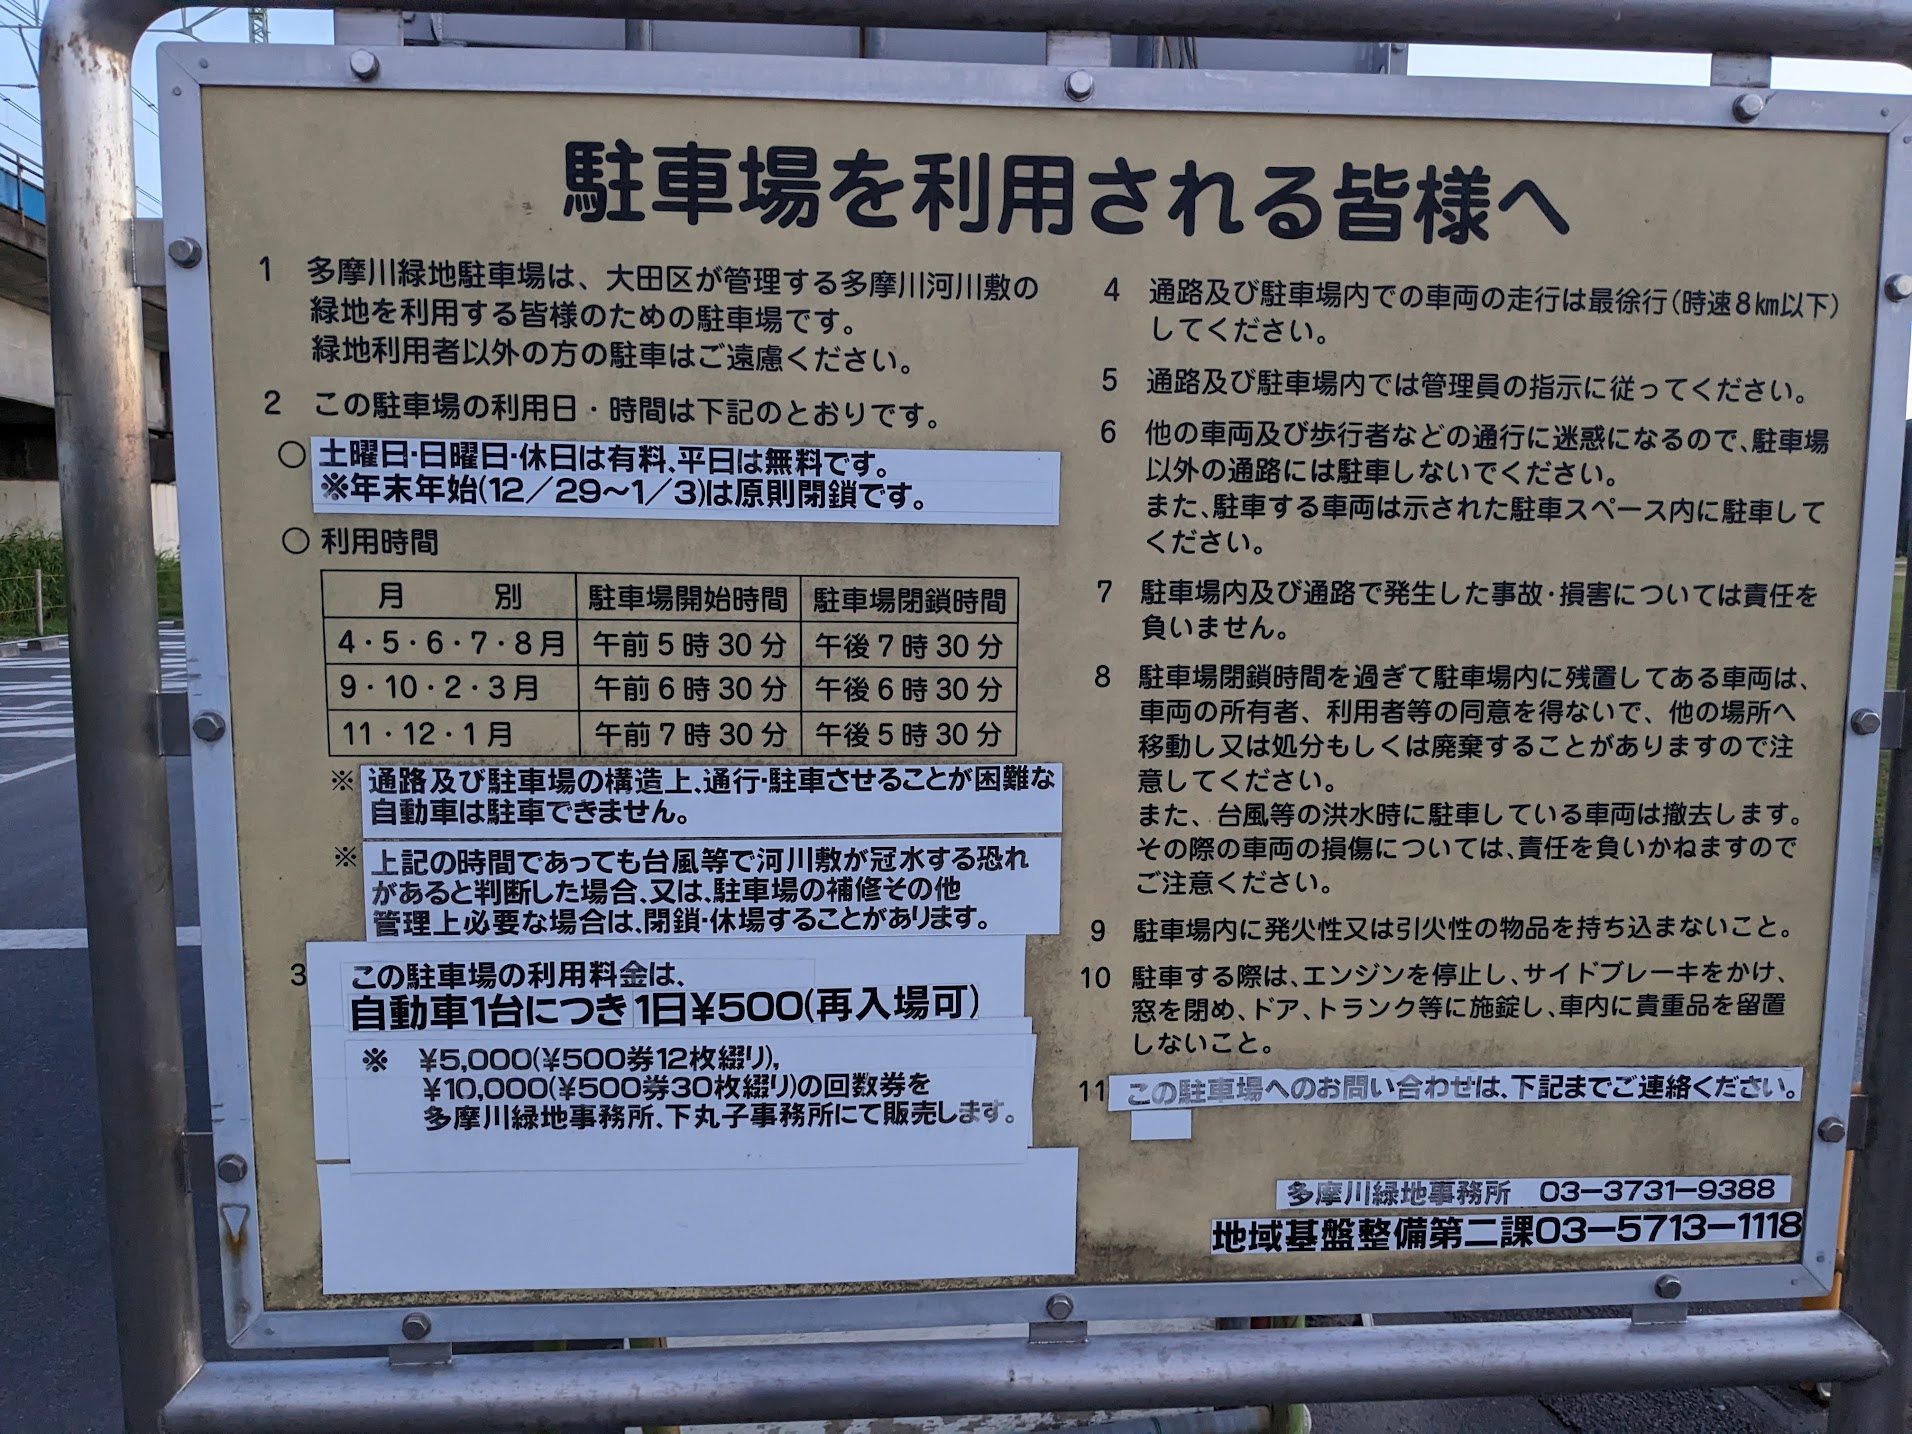 駐車場を利用される皆様へ
1 多摩川緑地駐車場は、大田区が管理する多摩川河川敷の
緑地を利用する皆様のための駐車場です。
緑地利用者以外の方の駐車はご遠慮ください。
2 この駐車場の利用日・時間は下記のとおりです。
○ 土曜日・日曜日・休日は有料、平日は無料です。
※年末年始(12/29〜1/3)は原則閉鎖です。
○ 利用時間
月 別 駐車場開始時間 駐車場閉鎖時間
4・5・6・7・8月 午前5時30分 午後7時30分
9・10・2・3月 午前6時30分 午後6時30分
11・12・1月 午前7時30分 午後5時30分
※ 通路及び駐車場の構造上、通行・駐車させることが困難な
自動車は駐車できません。
※ 上記の時間であっても台風等で河川敷が冠水する恐れ
があると判断した場合、又は、駐車場の補修その他
管理上必要な場合は、閉鎖・休場することがあります。
3 この駐車場の利用料金は、
自動車1台につき1日¥500(再入場可)
※ ¥5,000(¥500券12枚綴り),
¥10,000(¥500券30枚綴り)の回数券を
多摩川緑地事務所、下丸子事務所にて販売します。
4 通路及び駐車場内での車両の走行は最徐行(時速8km以下)
してください。
5 通路及び駐車場内では管理員の指示に従ってください。
6 他の車両及び歩行者などの通行に迷惑になるので、駐車場
以外の通路には駐車しないでください。
また、駐車する車両は示された駐車スペース内に駐車して
ください。
7 駐車場内及び通路で発生した事故・損害については責任を
負いません。
8 駐車場閉鎖時間を過ぎて駐車場内に残置してある車両は、
車両の所有者、利用者等の同意を得ないで、他の場所へ
移動し又は処分もしくは廃棄することがありますので注
意してください。
また、台風等の洪水時に駐車している車両は撤去します。
その際の車両の損傷については、責任を負いかねますので
ご注意ください。
9 駐車場内に発火性又は引火性の物品を持ち込まないこと。
10 駐車する際は、エンジンを停止し、サイドブレーキをかけ、
窓を閉め、ドア、トランク等に施錠し、車内に貴重品を留置
しないこと。
11 この駐車場へのお問い合わせは、下記までご連絡ください。
多摩川緑地事務所 03-3731-9388
地域基盤整備第二課03-5713-1118